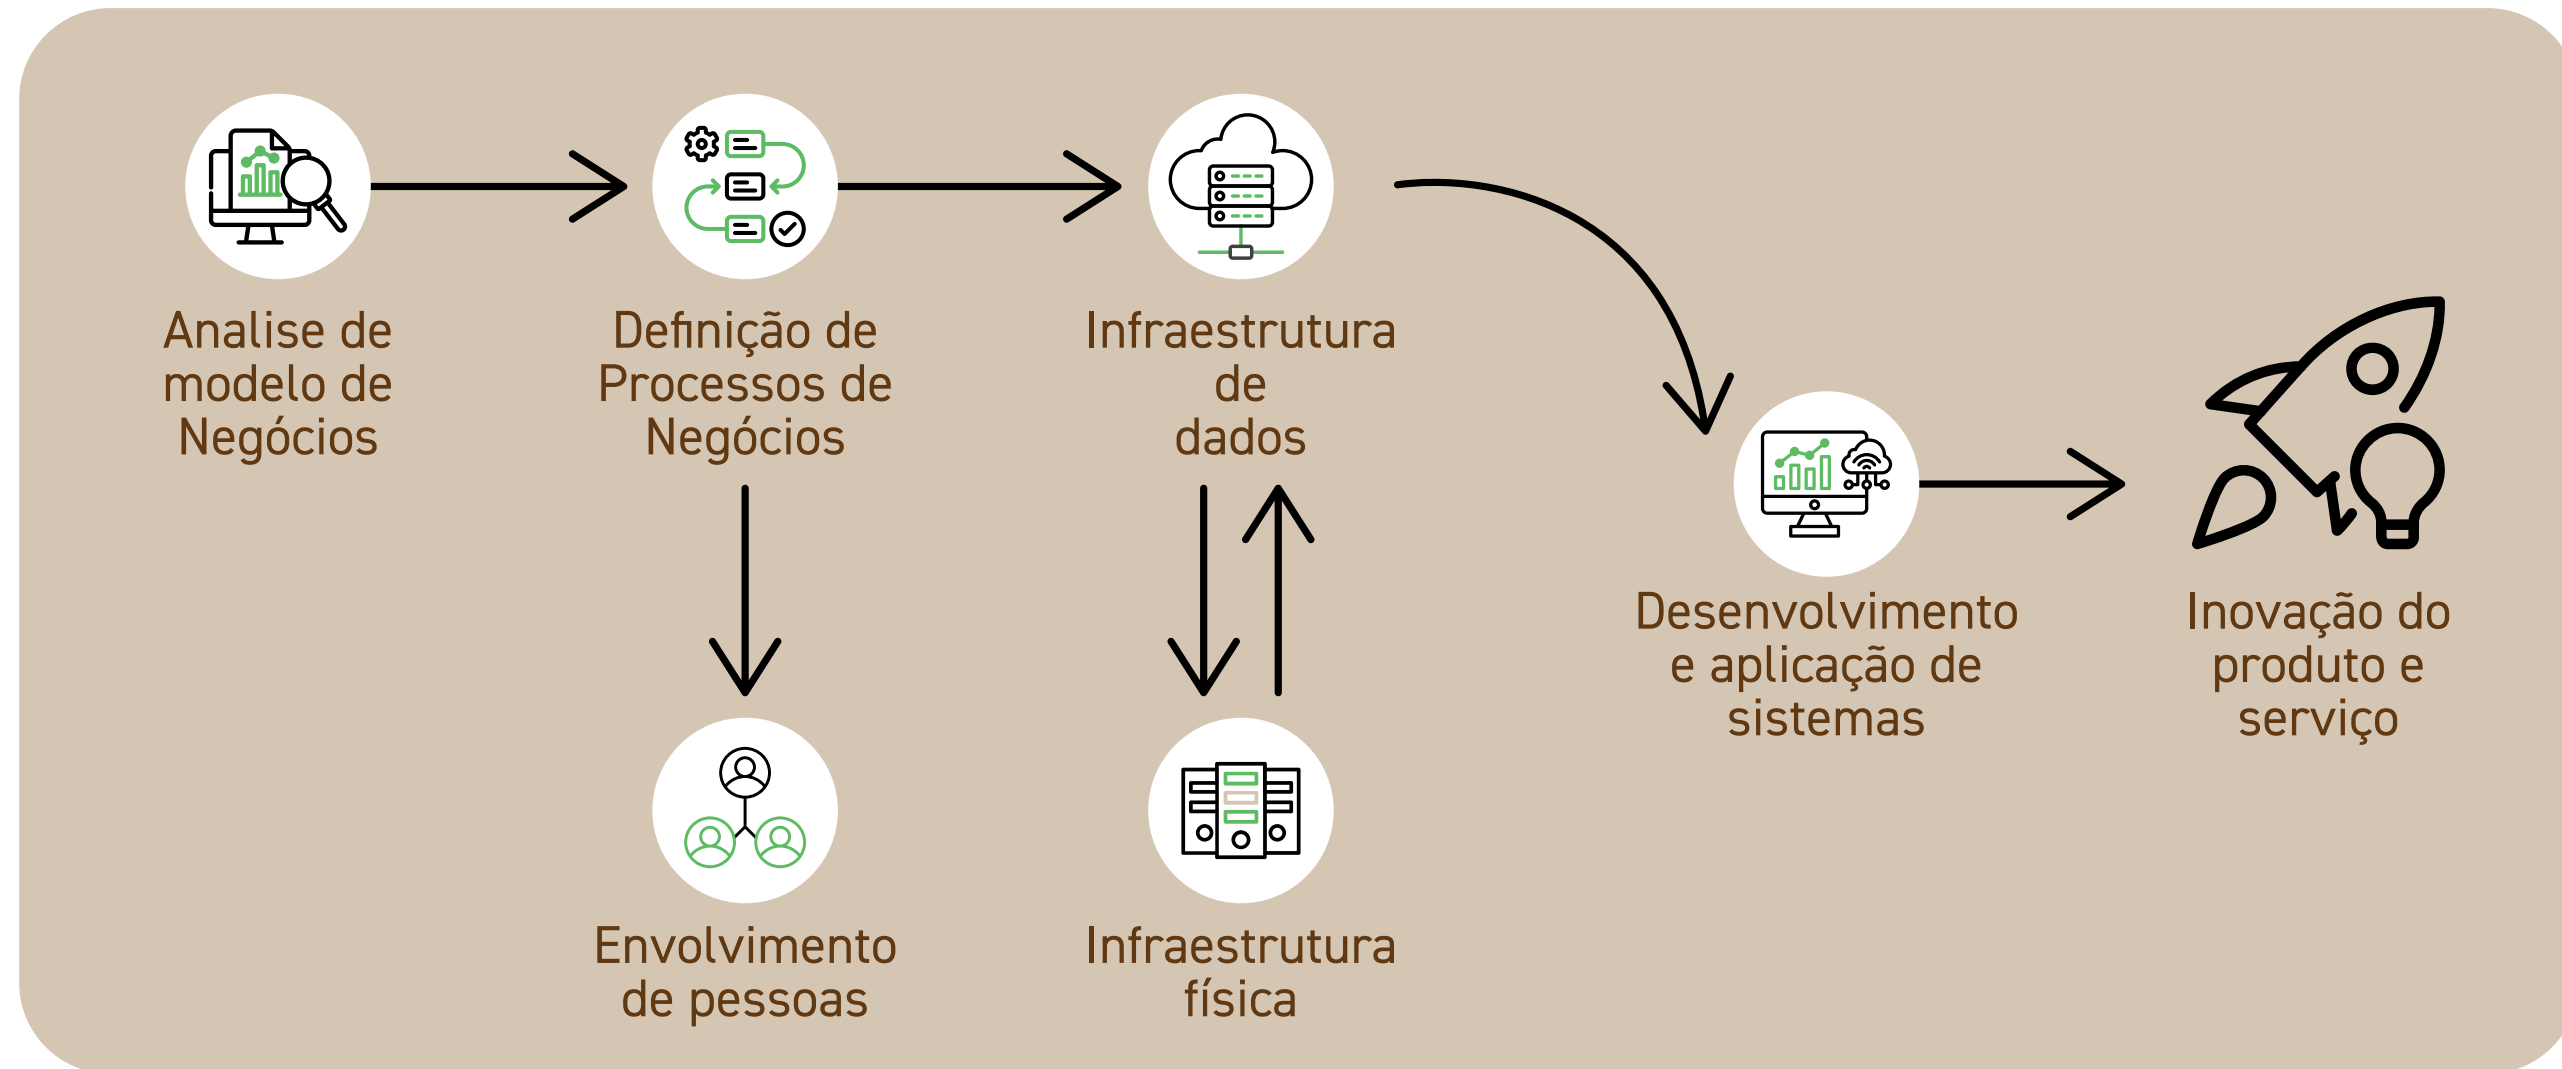 Analise de
modelo de
Negócios
Definição de
Processos de
Negócios
Infraestrutura
de
dados
Desenvolvimento
e aplicação de
sistemas
Inovação do
produto e
serviço
Envolvimento
de pessoas
Infraestrutura
física